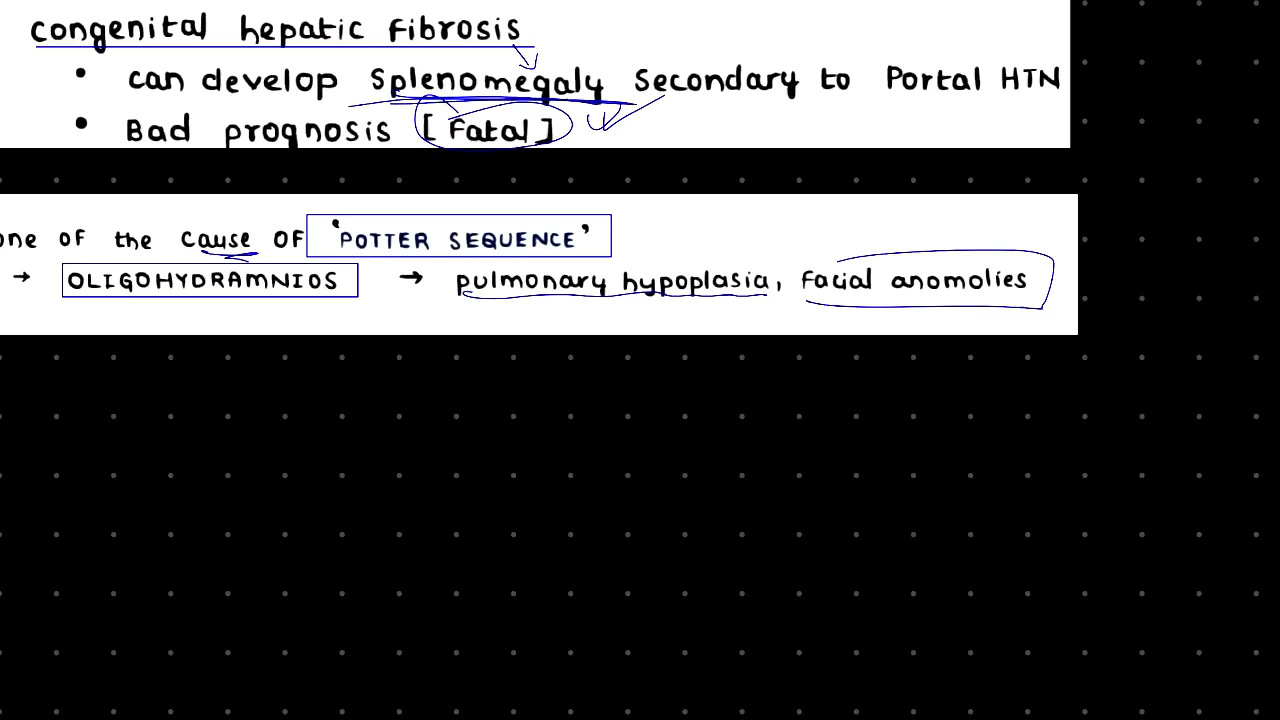 congenital hepatic fibrosis
• can develop splenomegaly secondary to Portal HTN
• Bad prognosis [Fatal]
one of the cause of 'POTTER SEQUENCE'
→ OLIGOHYDRAMNIOS → pulmonary hypoplasia, facial anomolies